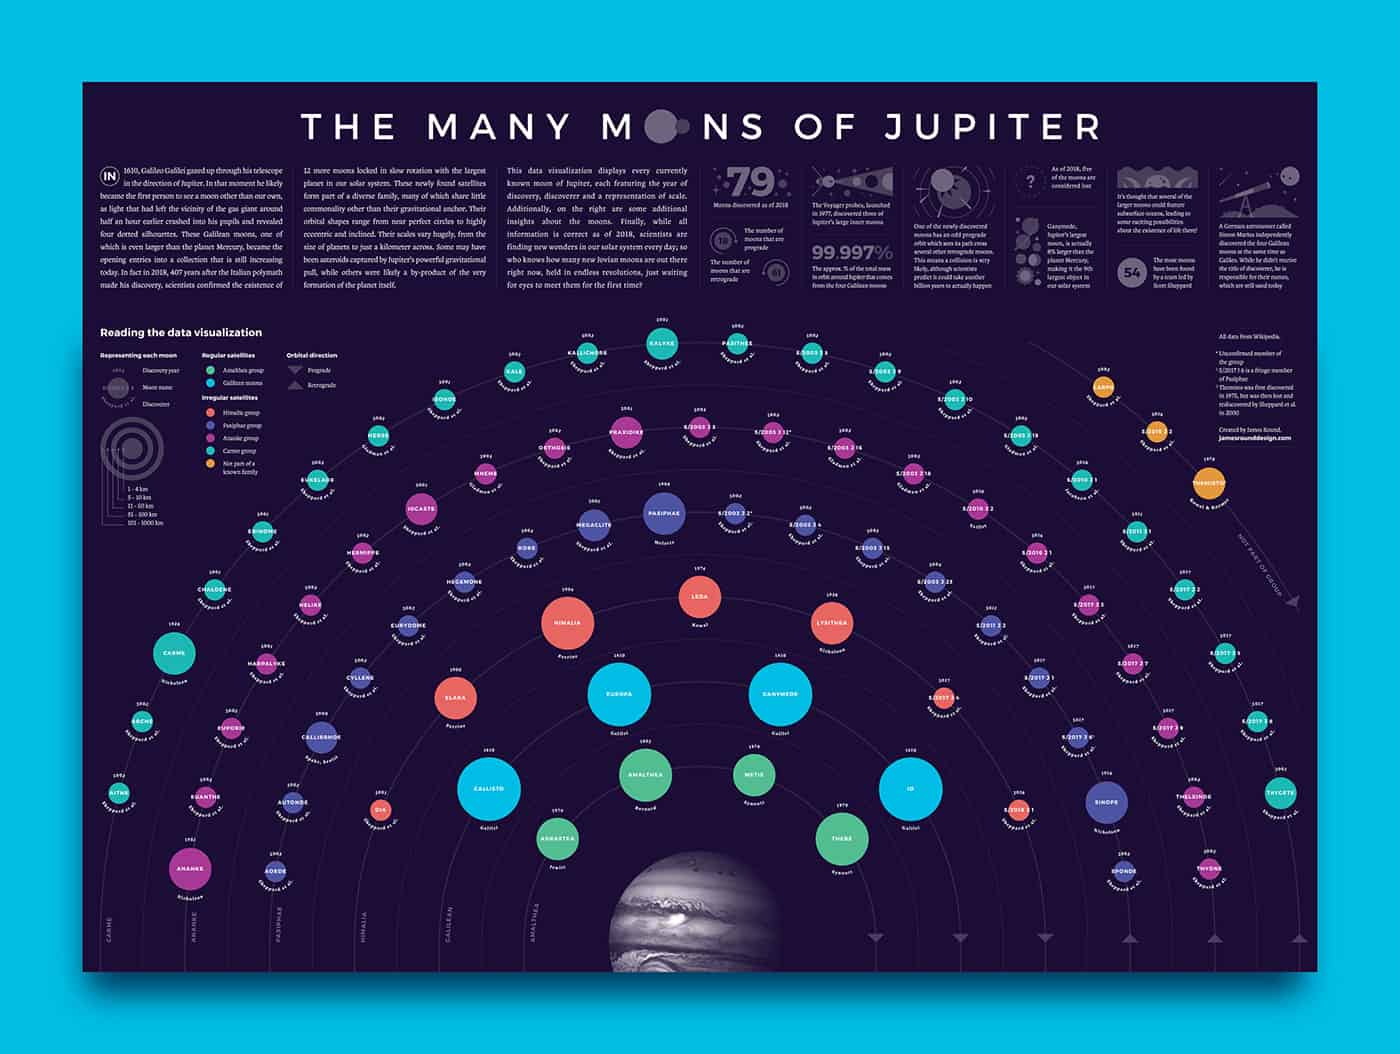 THE MANY MOONS OF JUPITER
IN 1610, Galileo Galilei gazed up through his telescope
in the direction of Jupiter. In that moment he likely
became the first person to see a moon other than our own,
as light that had left the vicinity of the gas giant around
half an hour earlier crashed into his pupils and revealed
four dotted silhouettes. These Galilean moons, one of
which is even larger than the planet Mercury, became the
opening entries into a collection that is still increasing
today. In fact in 2018, 407 years after the Italian polymath
made his discovery, scientists confirmed the existence of
12 more moons locked in slow rotation with the largest
planet in our solar system. These newly found satellites
form part of a diverse family, many of which share little
commonality other than their gravitational anchor. Their
orbital shapes range from near perfect circles to highly
eccentric and inclined. Their scales vary hugely, from the
size of planets to just a kilometer across. Some may have
been asteroids captured by Jupiter's powerful gravitational
pull, while others were likely a by-product of the very
formation of the planet itself.
This data visualization displays every currently
known moon of Jupiter, each featuring the year of
discovery, discoverer and a representation of scale.
Additionally, on the right are some additional
insights about the moons. Finally, while all
information is correct as of 2018, scientists are
finding new wonders in our solar system every day; so
who knows how many new Jovian moons are out there
right now, held in endless revolutions, just waiting
for eyes to meet them for the first time?
79
Moons discovered as of 2018
18
The number of
moons that are
prograde
The number of
moons that are
retrograde
61
The Voyager probes, launched
in 1977, discovered three of
Jupiter's large inner moons
99.997%
The approx. % of the total mass
in orbit around Jupiter that comes
from the four Galilean moons
One of the newly discovered
moons has an odd prograde
orbit which sees its path cross
several other retrograde moons.
This means a collision is very
likely, although scientists
predict it could take another
billion years to actually happen
?
As of 2018, five
of the moons are
considered lost
Ganymede,
Jupiter's largest
moon, is actually
8% larger than the
planet Mercury,
making it the 9th
largest object in
our solar system
It's thought that several of the
larger moons could feature
subsurface oceans, leading to
some exciting possibilities
about the existence of life there!
54
The most moons
have been found
by a team led by
Scott Sheppard
A German astronomer called
Simon Marius independently
discovered the four Galilean
moons at the same time as
Galileo. While he didn't receive
the title of discoverer, he is
responsible for their names,
which are still used today
Reading the data visualization
Representing each moon
Discovery year
Moon name
Discoverer
1 - 4 km
5 - 10 km
11 - 50 km
51 - 100 km
101 - 1000 km
Regular satellites
Amalthea group
Galilean moons
Irregular satellites
Himalia group
Pasiphae group
Ananke group
Carme group
Not part of a
known family
Orbital direction
Prograde
Retrograde
All data from Wikipedia.
* Unconfirmed member of
the group
S/2017 J 6 is a fringe member
of Pasiphae
Themisto was first discovered
in 1975, but was then lost and
rediscovered by Sheppard et al.
in 2000
Created by James Round,
jamesrounddesign.com
AITNE
ARCHE
CARME
Nicholson
CHALDENE
ERINOME
EUKELADE
HERSE
ISONOE
KALE
KALLICHORE
KALYKE
PASITHEE
S/2003 J 5
S/2003 J 9
S/2003 J 10
S/2003 J 19
S/2010 J 1
S/2011 J 1
S/2017 J 2
S/2017 J 5
S/2017 J 8
TAYGETE
ANANKE
Nicholson
EUANTHE
EUPORIE
HARPALYKE
HELIKE
HERMIPPE
IOCASTE
MNEME
ORTHOSIE
PRAXIDIKE
S/2003 J 3
S/2003 J 12*
S/2003 J 16
S/2003 J 18
S/2010 J 2
S/2016 J 1
S/2017 J 3
S/2017 J 7
S/2017 J 9
THELXINOE
THYONE
AOEDE
AUTONOE
CALLIRRHOE
CYLLENE
EURYDOME
HEGEMONE
KORE
MEGACLITE
PASIPHAE
Melotte
S/2003 J 2*
S/2003 J 4
S/2003 J 15
S/2003 J 23
S/2011 J 2
S/2017 J 1
SINOPE
Nicholson
SPONDE
DIA
ELARA
Perrine
HIMALIA
Perrine
LEDA
Kowal
LYSITHEA
Nicholson
S/2018 J 1
CALLISTO
Galilei
EUROPA
Galilei
GANYMEDE
Galilei
IO
Galilei
ADRASTEA
Jewitt
AMALTHEA
Barnard
METIS
Synnott
THEBE
Synnott
CARPO
S/2016 J 2
THEMISTO
Kowal & Roemer
NOT PART OF GROUP
CARME
ANANKE
PASIPHAE
HIMALIA
GALILEAN
AMALTHEA